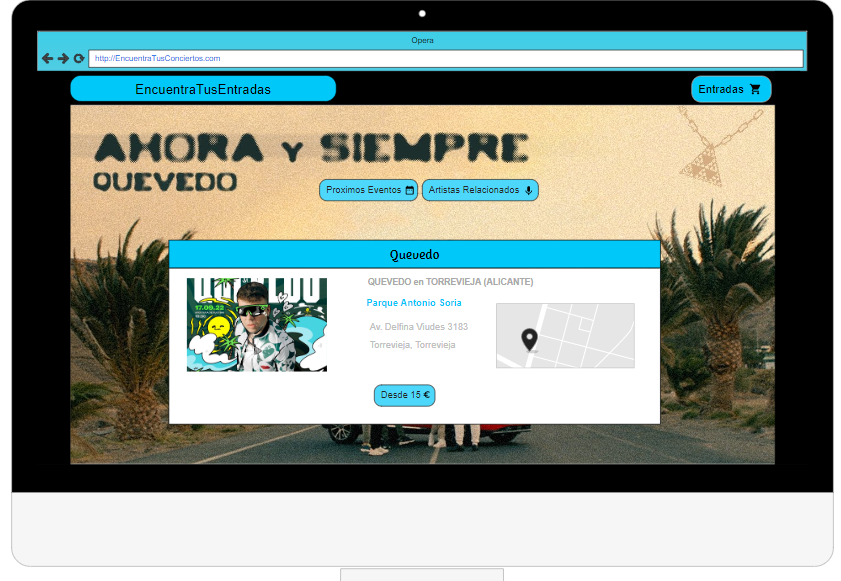 Opera
http://EncuentraTusConciertos.com
EncuentraTusEntradas
Entradas
AHORA Y SIEMPRE
QUEVEDO
Proximos Eventos
Artistas Relacionados
Quevedo
17.09.22
QUEVEDO en TORREVIEJA (ALICANTE)
Parque Antonio Soria
Av. Delfina Viudes 3183
Torrevieja, Torrevieja
Desde 15 €